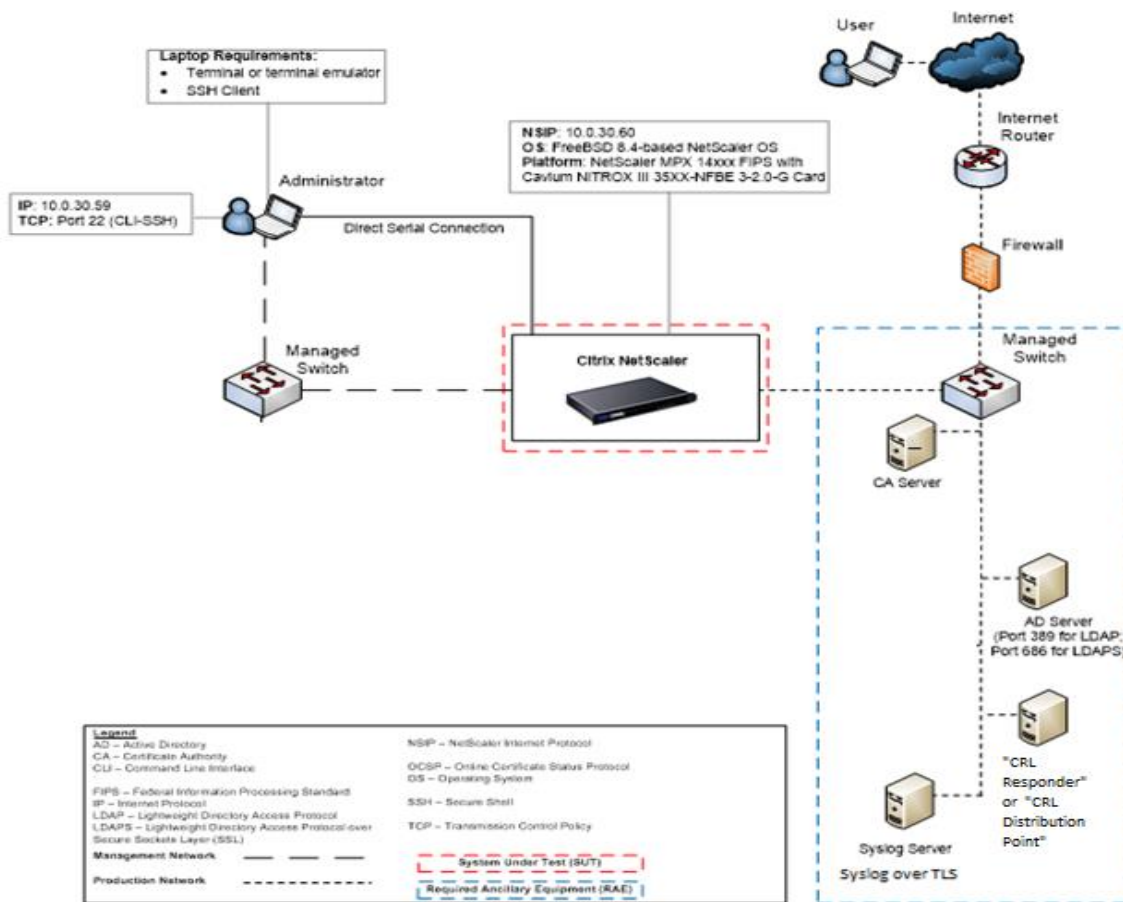 Laptop Requirements:
• Terminal or terminal emulator
• SSH Client
User
Internet
NSIP: 10.0.30.60
OS: FreeBSD 8.4-based NetScaler OS
Platform: NetScaler MPX 14xxx FIPS with
Cavium NITROX III 35XX-NFBE 3-2.0-G Card
Internet
Router
Administrator
IP: 10.0.30.59
TCP: Port 22 (CLI-SSH)
Direct Serial Connection
Firewall
Managed
Switch
Citrix NetScaler
Managed
Switch
CA Server
AD Server
(Port 389 for LDAP;
Port 686 for LDAPS)
"CRL
Responder"
or "CRL
Distribution
Point"
Syslog Server
Syslog over TLS
Legend
AD – Active Directory
CA – Certificate Authority
CLI – Command Line Interface
FIPS – Federal Information Processing Standard
IP – Internet Protocol
LDAP – Lightweight Directory Access Protocol
LDAPS – Lightweight Directory Access Protocol over
Secure Sockets Layer (SSL)
NSIP – NetScaler Internet Protocol
OCSP – Online Certificate Status Protocol
OS – Operating System
SSH – Secure Shell
TCP – Transmission Control Policy
Management Network
Production Network
System Under Test (SUT)
Required Ancillary Equipment (RAE)